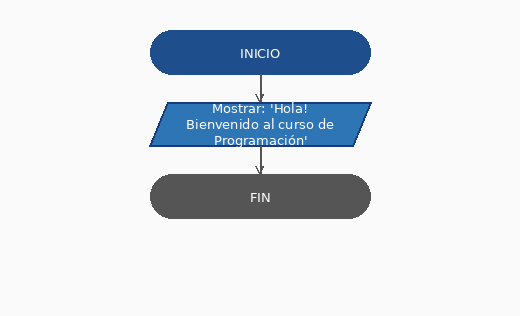 INICIO
Mostrar: 'Hola!
Bienvenido al curso de
Programación'
FIN